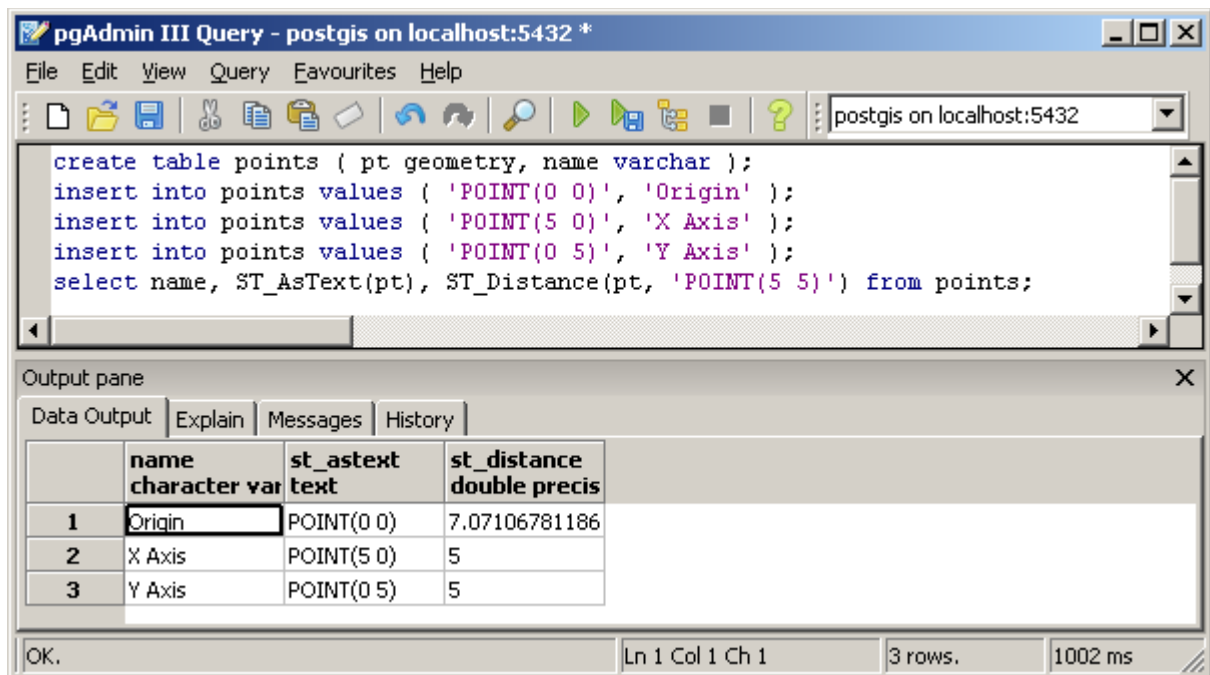 pgAdmin III Query - postgis on localhost:5432 *
File Edit View Query Favourites Help
postgis on localhost:5432
create table points ( pt geometry, name varchar );
insert into points values ( 'POINT(0 0)', 'Origin' );
insert into points values ( 'POINT(5 0)', 'X Axis' );
insert into points values ( 'POINT(0 5)', 'Y Axis' );
select name, ST_AsText(pt), ST_Distance(pt, 'POINT(5 5)') from points;
Output pane
Data Output Explain Messages History
name st_astext st_distance
character var text double precis
1 Origin POINT(0 0) 7.07106781186
2 X Axis POINT(5 0) 5
3 Y Axis POINT(0 5) 5
OK. Ln 1 Col 1 Ch 1 3 rows. 1002 ms